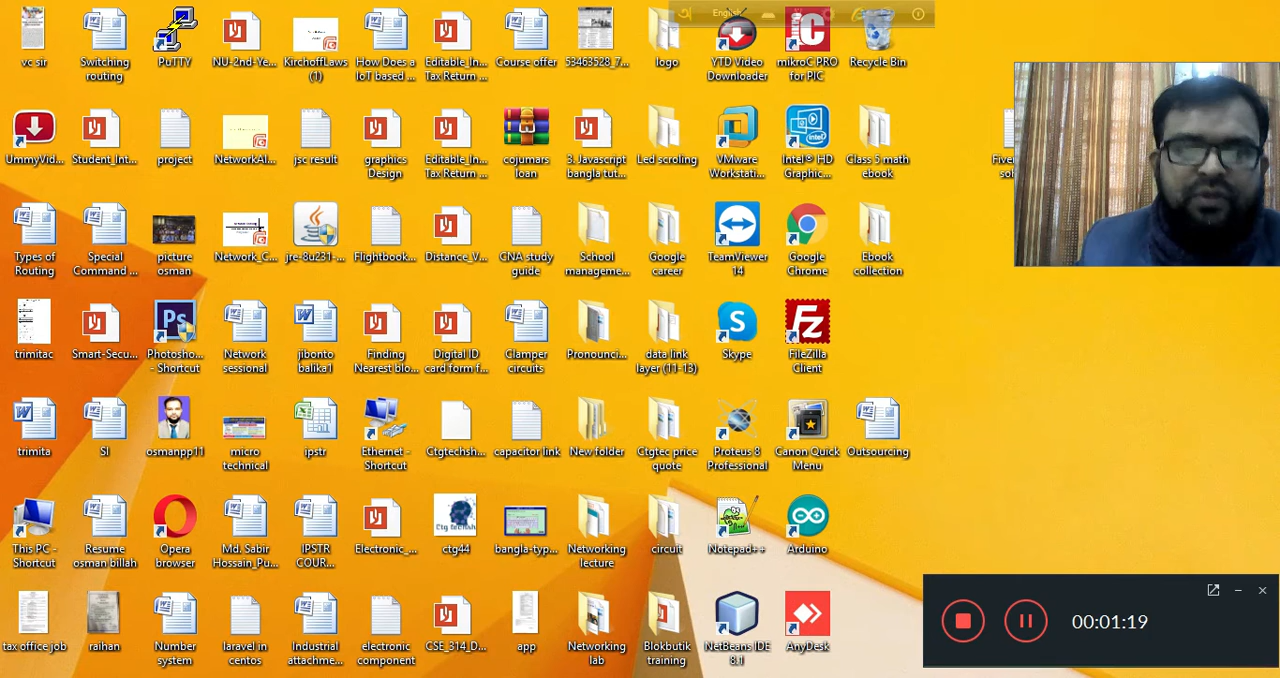 অ English
vc sir
Switching
routing
PuTTY
NU-2nd-Ye...
KirchoffLaws
(1)
How Does a
IoT based ...
Editable_In...
Tax Return ...
Course offer
53463528_7...
logo
YTD Video
Downloader
mikroC PRO
for PIC
Recycle Bin
UmmyVid...
Student_Int...
project
NetworkAl...
jsc result
graphics
Design
Editable_In...
Tax Return ...
cojumars
loan
3. Javascript
bangla tut...
Led scroling
VMware
Workstati...
Intel® HD
Graphic...
Class 5 math
ebook
Types of
Routing
Special
Command ...
picture
osman
Network_C...
jre-8u231-...
Flightbook...
Distance_V...
CNA study
guide
School
manageme...
Google
career
TeamViewer
14
Google
Chrome
Ebook
collection
trimitac
Smart-Secu...
Photosho...
- Shortcut
Network
sessional
jibonto
balika1
Finding
Nearest blo...
Digital ID
card form f...
Clamper
circuits
Pronounci...
data link
layer (11-13)
Skype
FileZilla
Client
trimita
SI
osmanpp11
micro
technical
ipstr
Ethernet -
Shortcut
Ctgtechsh...
capacitor link
New folder
Ctgtec price
quote
Proteus 8
Professional
Canon Quick
Menu
Outsourcing
This PC -
Shortcut
Resume
osman billah
Opera
browser
Md. Sabir
Hossain_Pu...
IPSTR
COUR...
Electronic_...
ctg44
bangla-typ...
Networking
lecture
circuit
Notepad++
Arduino
tax office job
raihan
Number
system
laravel in
centos
Industrial
attachme...
electronic
component
CSE_314_D...
app
Networking
lab
Blokbutik
training
NetBeans IDE
8.1
AnyDesk
00:01:19